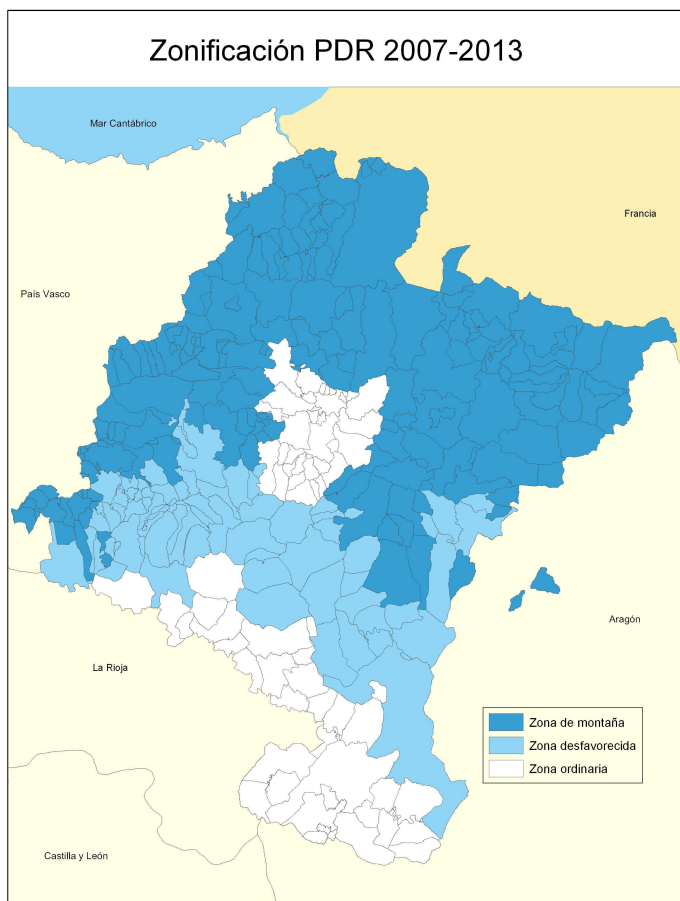 Zonificación PDR 2007-2013
Mar Cantábrico
Francia
País Vasco
Aragón
La Rioja
Zona de montaña
Zona desfavorecida
Zona ordinaria
Castilla y León